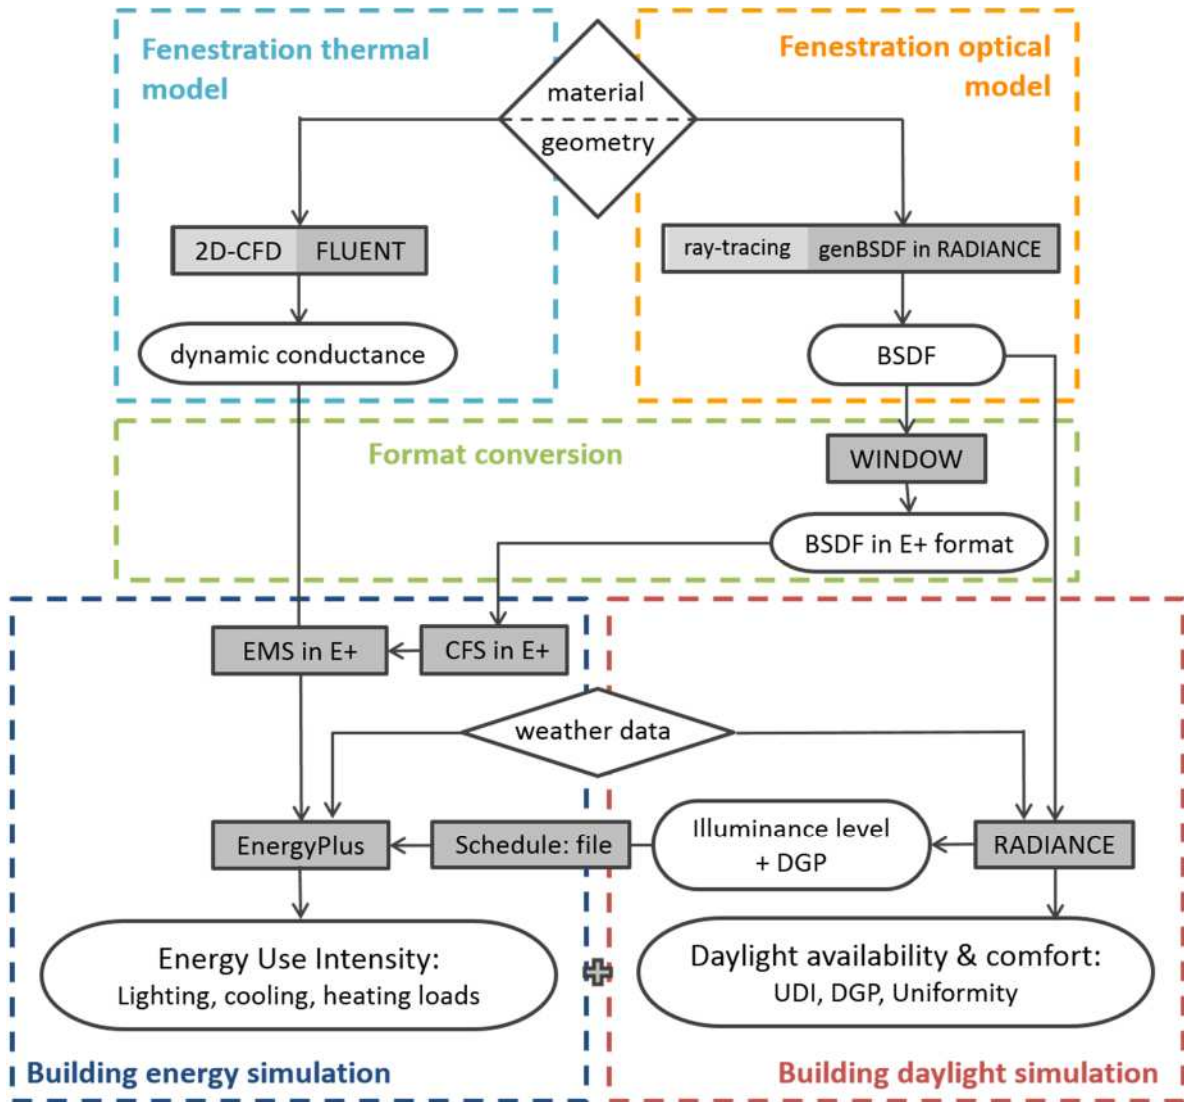 Fenestration thermal
model
Fenestration optical
model
material
geometry
2D-CFD FLUENT
ray-tracing genBSDF in RADIANCE
dynamic conductance
BSDF
Format conversion
WINDOW
BSDF in E+ format
EMS in E+
CFS in E+
weather data
EnergyPlus
Schedule: file
Illuminance level
+ DGP
RADIANCE
Energy Use Intensity:
Lighting, cooling, heating loads
Daylight availability & comfort:
UDI, DGP, Uniformity
Building energy simulation
Building daylight simulation